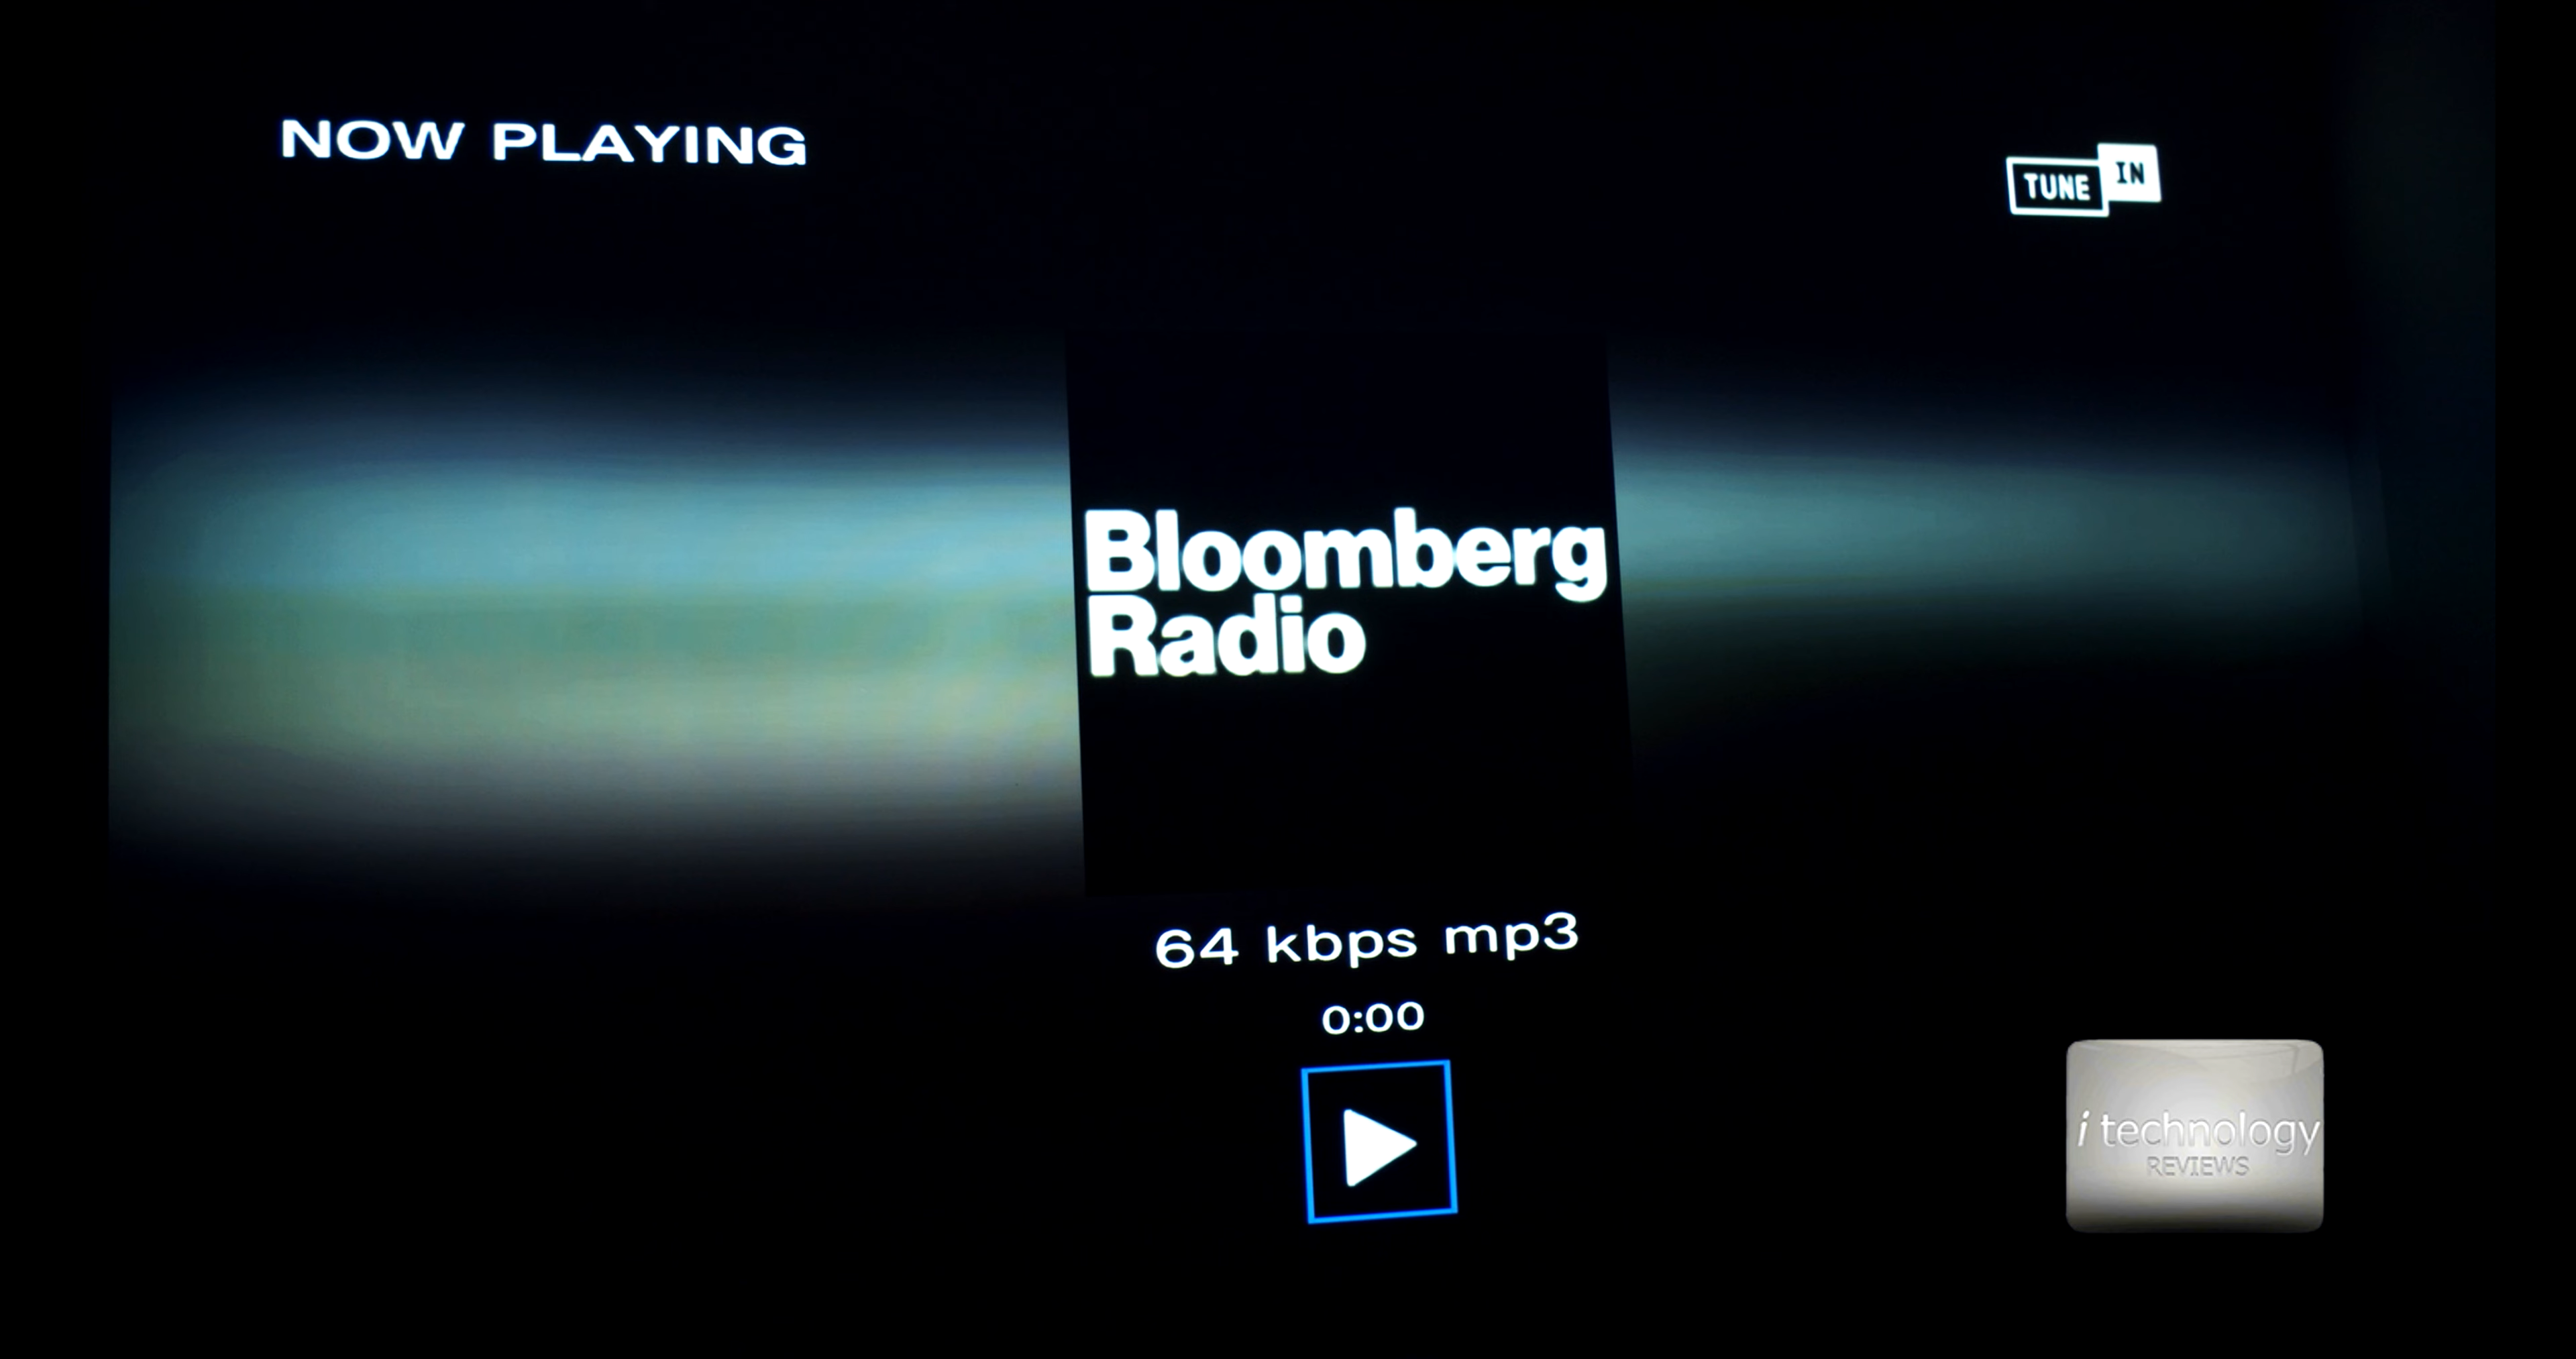 NOW PLAYING
TUNE IN
Bloomberg
Radio
64 kbps mp3
0:00
i technology
REVIEWS